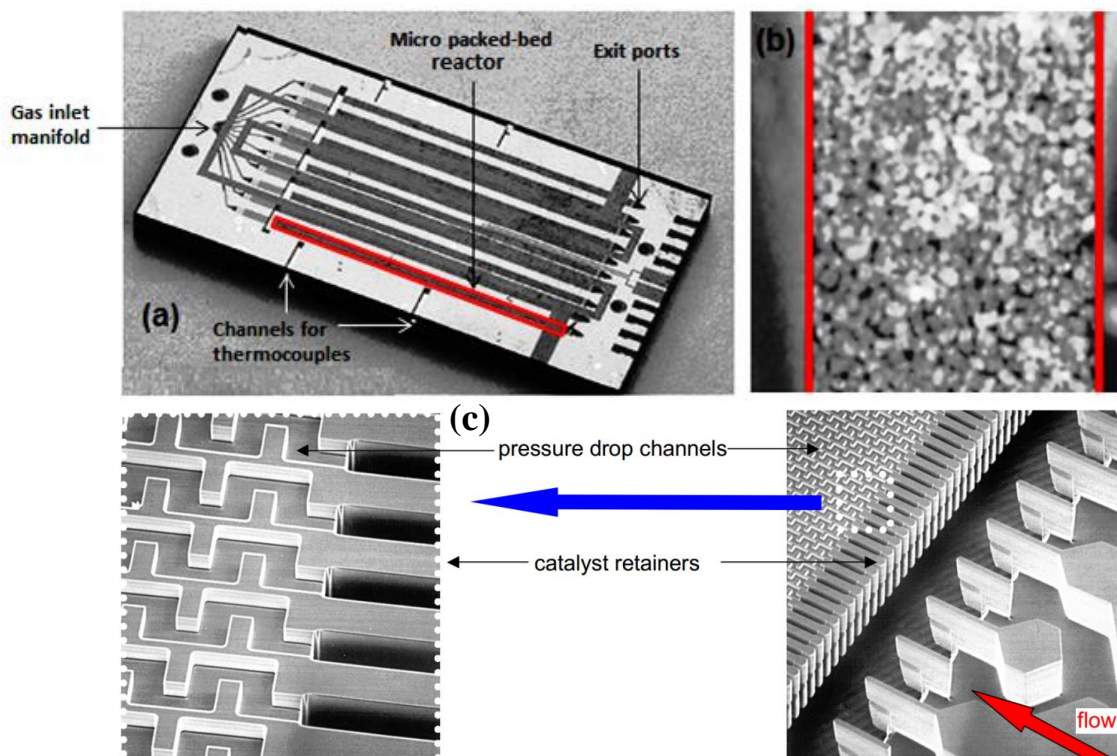 Micro packed-bed
reactor
Exit ports
(b)
Gas inlet
manifold
(a)
Channels for
thermocouples
(c)
pressure drop channels
catalyst retainers
flow